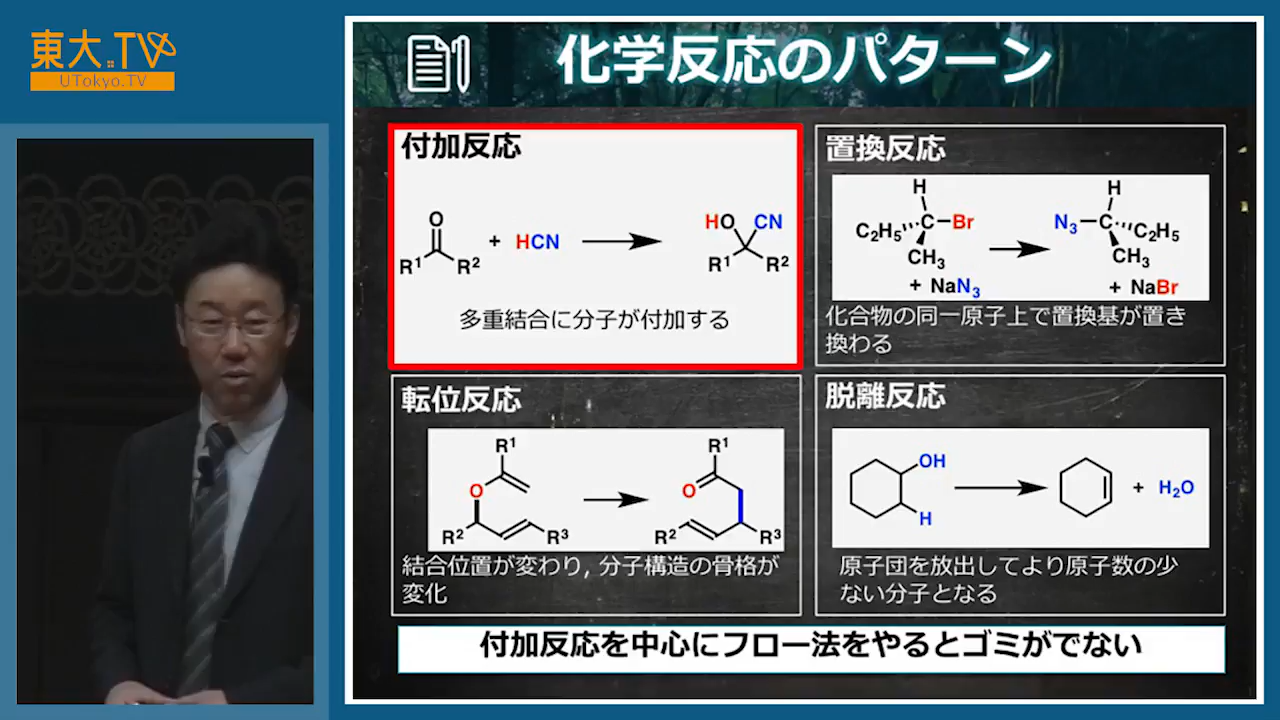 東大.TV
UTokyo.TV
化学反応のパターン
付加反応
O
R¹ R² + HCN HO CN R¹ R²
多重結合に分子が付加する
置換反応
H H
C₂H₅ C Br N₃ C C₂H₅
CH₃ CH₃
+ NaN₃ + NaBr
化合物の同一原子上で置換基が置き
換わる
転位反応
R¹ R¹
O O
R² R³ R² R³
結合位置が変わり, 分子構造の骨格が
変化
脱離反応
OH
H + H₂O
原子団を放出してより原子数の少
ない分子となる
付加反応を中心にフロー法をやるとゴミがでない